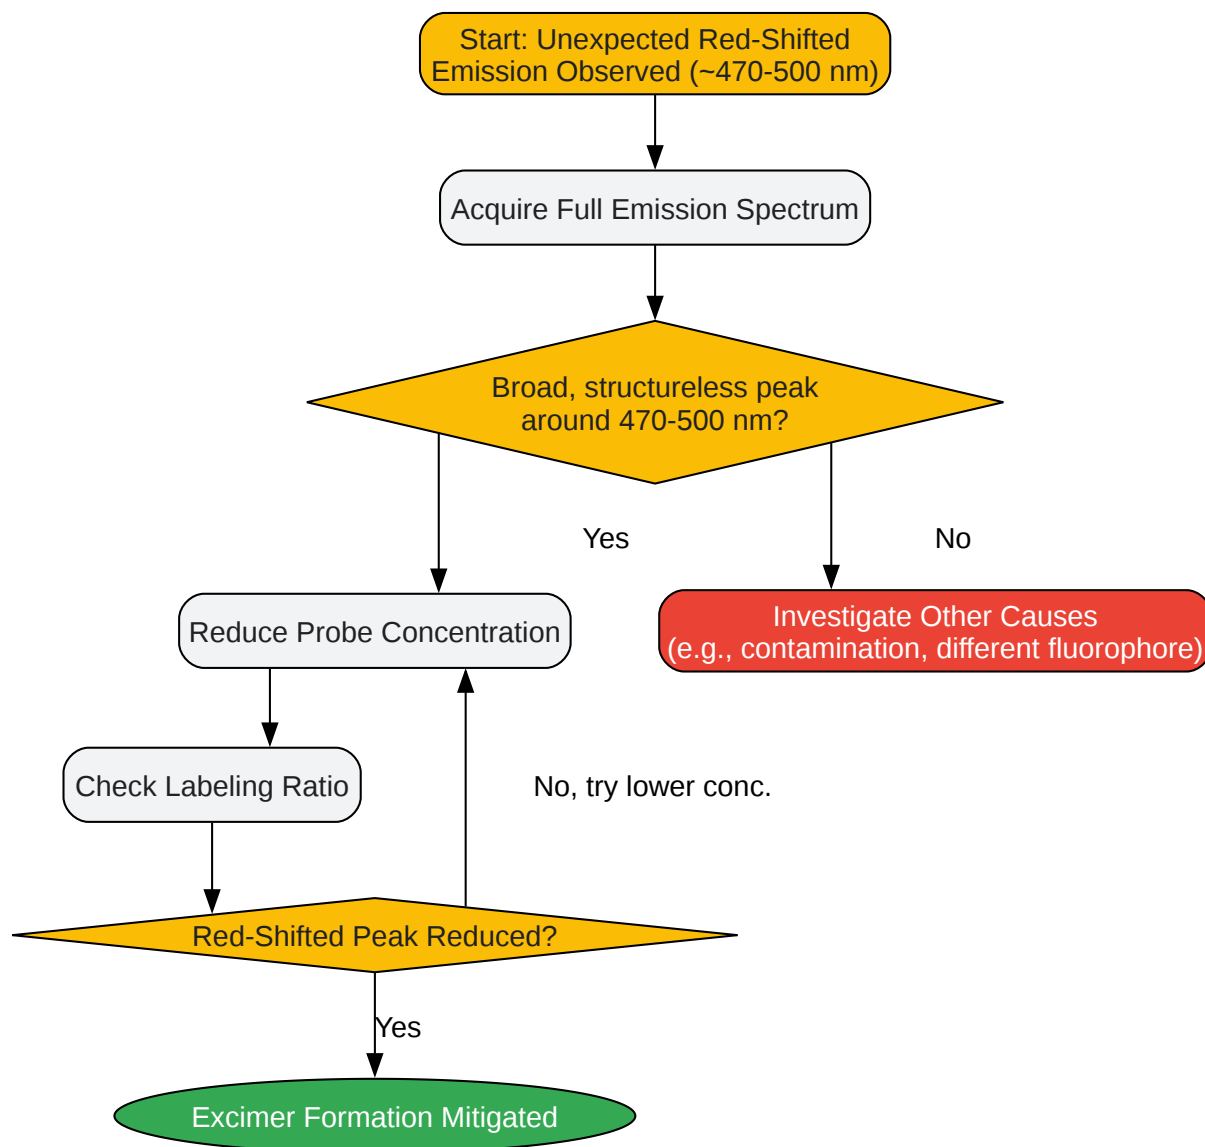 Start: Unexpected Red-Shifted
Emission Observed (~470-500 nm)
Acquire Full Emission Spectrum
Broad, structureless peak
around 470-500 nm?
Yes
No
Reduce Probe Concentration
Investigate Other Causes
(e.g., contamination, different fluorophore)
Check Labeling Ratio
No, try lower conc.
Red-Shifted Peak Reduced?
Yes
Excimer Formation Mitigated